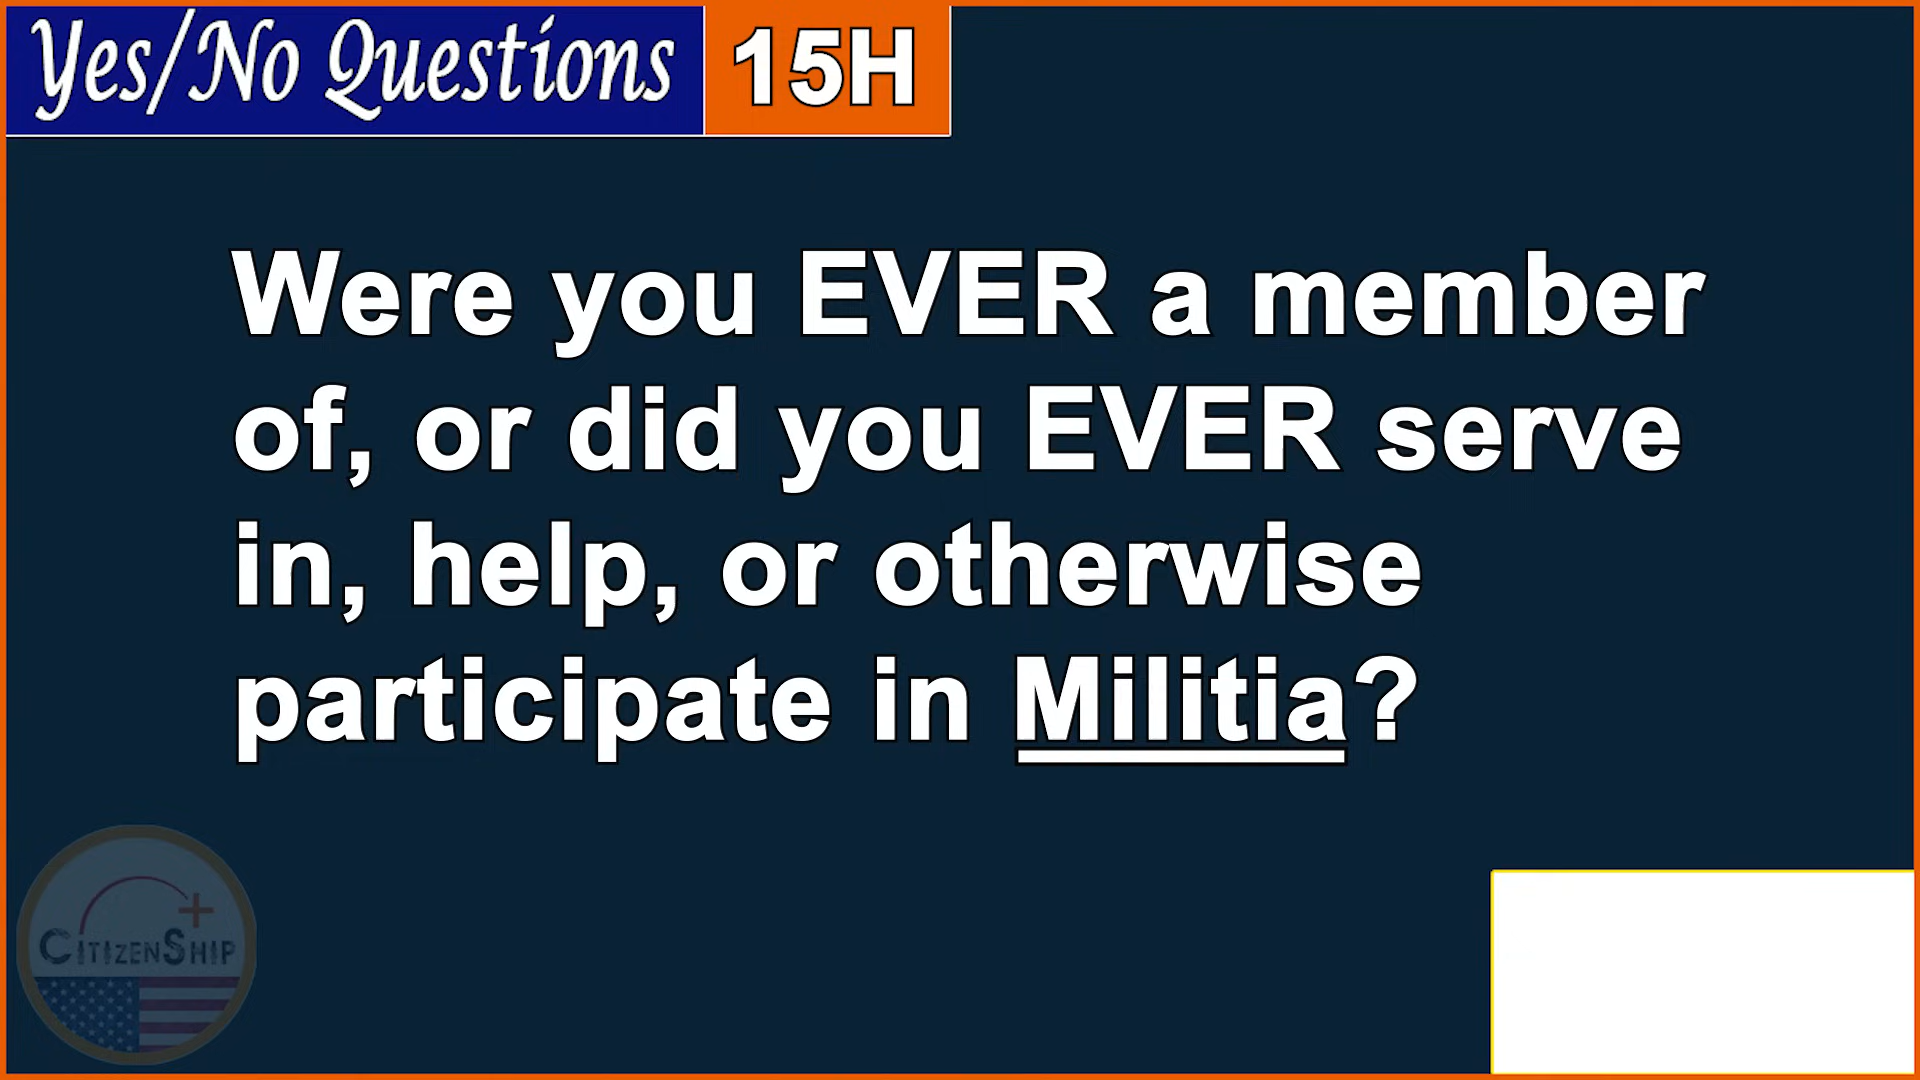 Yes/No Questions 15H
Were you EVER a member
of, or did you EVER serve
in, help, or otherwise
participate in Militia?
CITIZENSHIP